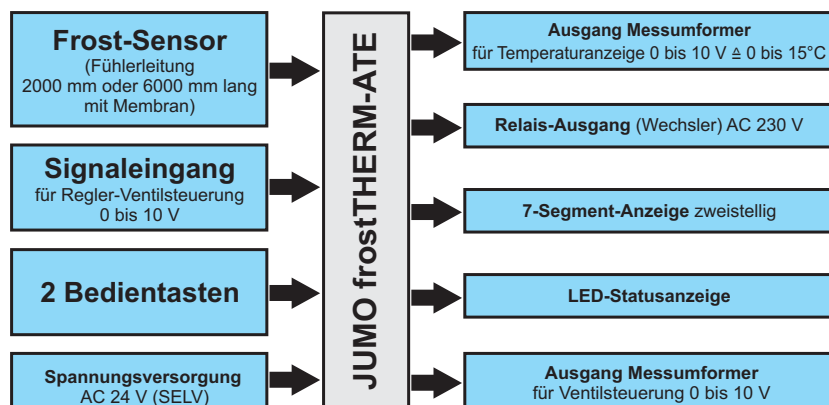 Frost-Sensor
(Fühlerleitung
2000 mm oder 6000 mm lang
mit Membran)
Signaleingang
für Regler-Ventilsteuerung
0 bis 10 V
2 Bedientasten
Spannungsversorgung
AC 24 V (SELV)
JUMO frostTHERM-ATE
Ausgang Messumformer
für Temperaturanzeige 0 bis 10 V ≙ 0 bis 15°C
Relais-Ausgang (Wechsler) AC 230 V
7-Segment-Anzeige zweistellig
LED-Statusanzeige
Ausgang Messumformer
für Ventilsteuerung 0 bis 10 V